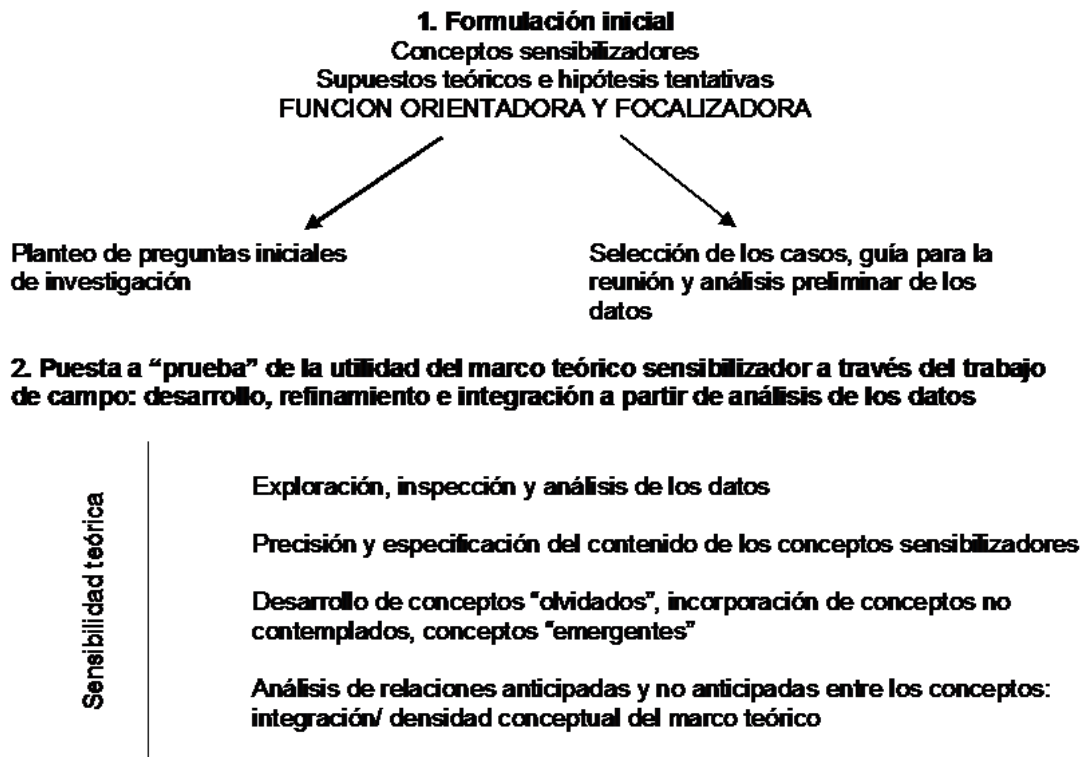 1. Formulación inicial
Conceptos sensibilizadores
Supuestos teóricos e hipótesis tentativas
FUNCION ORIENTADORA Y FOCALIZADORA
Planteo de preguntas iniciales
de investigación
Selección de los casos, guía para la
reunión y análisis preliminar de los
datos
2. Puesta a “prueba” de la utilidad del marco teórico sensibilizador a través del trabajo
de campo: desarrollo, refinamiento e integración a partir de análisis de los datos
Sensibilidad teórica
Exploración, inspección y análisis de los datos
Precisión y especificación del contenido de los conceptos sensibilizadores
Desarrollo de conceptos “olvidados”, incorporación de conceptos no
contemplados, conceptos “emergentes”
Análisis de relaciones anticipadas y no anticipadas entre los conceptos:
integración/ densidad conceptual del marco teórico